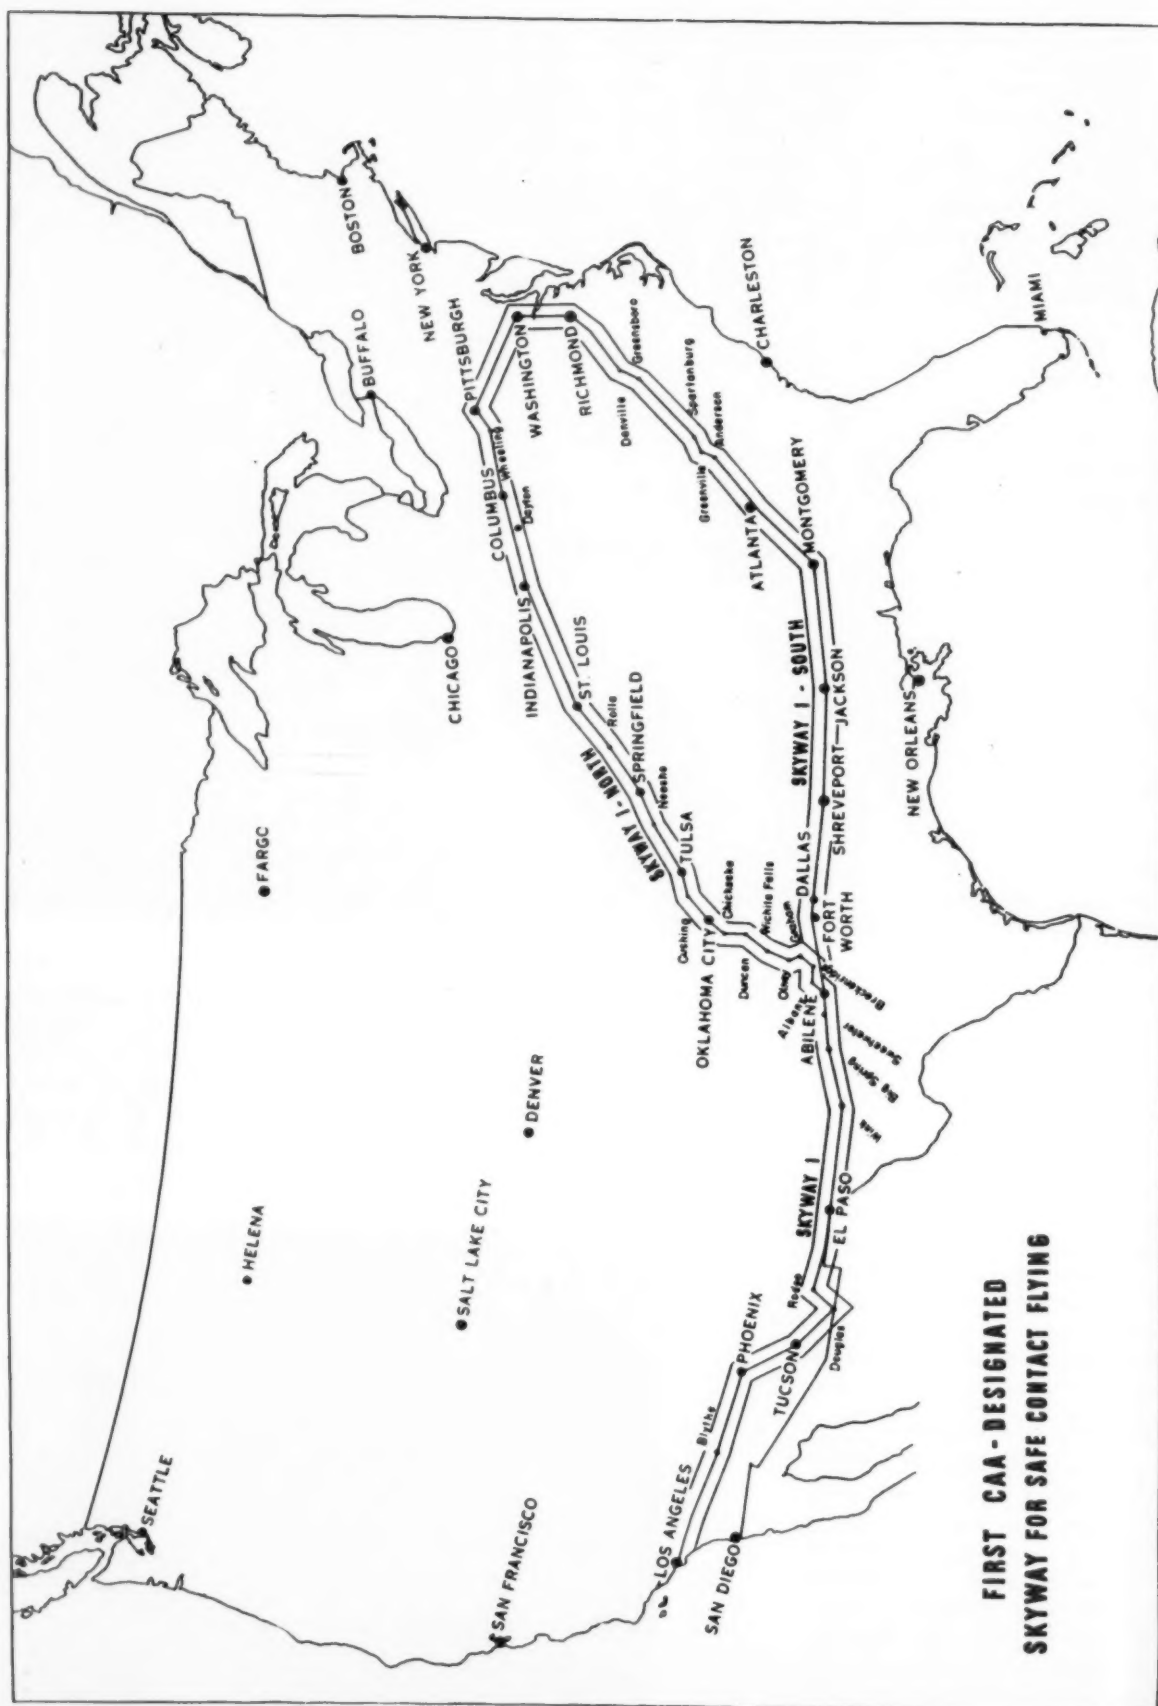 SEATTLE
HELENA
FARGC
SAN FRANCISCO
SALT LAKE CITY
DENVER
CHICAGO
BUFFALO
BOSTON
NEW YORK
PITTSBURGH
Wheeling
COLUMBUS
Dayton
INDIANAPOLIS
ST. LOUIS
Rolla
SPRINGFIELD
Neosho
SKYWAY I - NORTH
TULSA
Cushing
OKLAHOMA CITY
Chickasha
Duncan
Wichita Falls
Olney
Graham
Breckenridge
Albany
WASHINGTON
RICHMOND
Danville
Greensboro
Spartanburg
Greenville
Anderson
CHARLESTON
ATLANTA
MONTGOMERY
SKYWAY I - SOUTH
JACKSON
SHREVEPORT
DALLAS
FORT
WORTH
ABILENE
Sweetwater
Big Spring
Wink
SKYWAY I
EL PASO
Rodeo
Douglas
TUCSON
PHOENIX
Blythe
LOS ANGELES
SAN DIEGO
NEW ORLEANS
MIAMI
FIRST CAA-DESIGNATED
SKYWAY FOR SAFE CONTACT FLYING